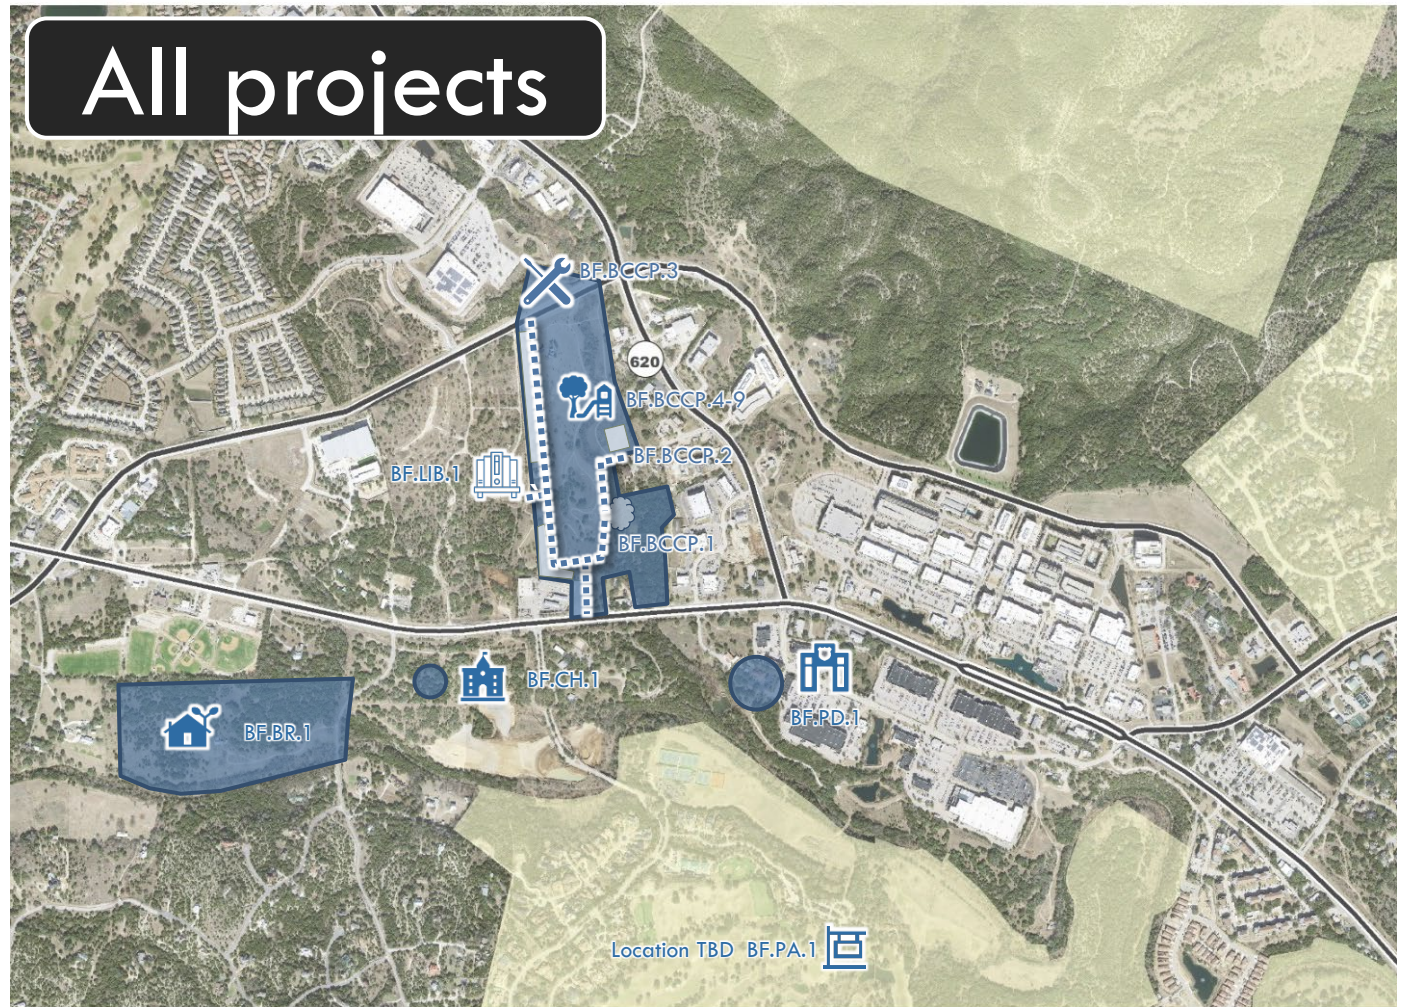 All projects
BF.BCCP.3
620
BF.BCCP.4-9
BF.BCCP.2
BF.LIB.1
BF.BCCP.1
BF.CH.1
BF.PD.1
BF.BR.1
Location TBD BF.PA.1